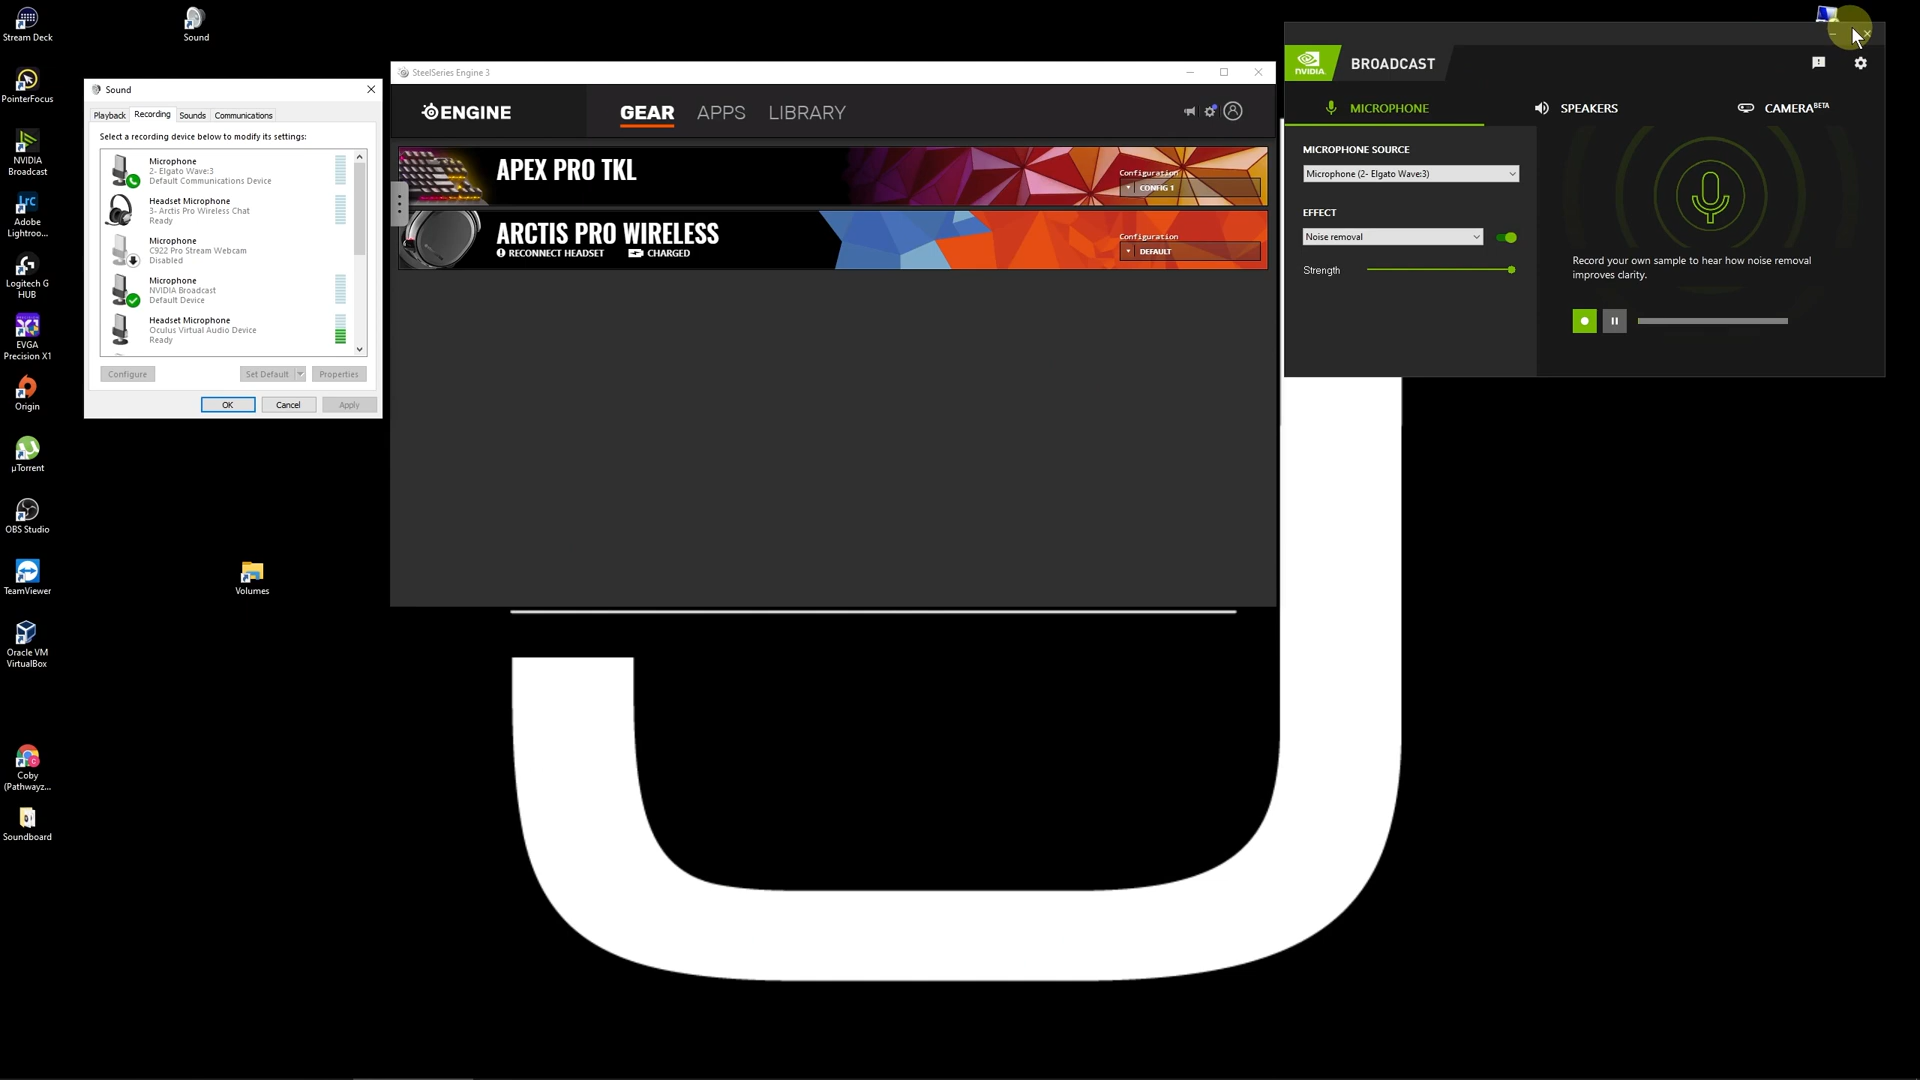 Stream Deck
Sound
PointerFocus
NVIDIA
Broadcast
Adobe
Lightroo...
Logitech G
HUB
EVGA
Precision X1
Origin
µTorrent
OBS Studio
TeamViewer
Oracle VM
VirtualBox
Coby
(Pathwayz...
Soundboard
Volumes
Sound
Playback
Recording
Sounds
Communications
Select a recording device below to modify its settings:
Microphone
2- Elgato Wave:3
Default Communications Device
Headset Microphone
3- Arctis Pro Wireless Chat
Ready
Microphone
C922 Pro Stream Webcam
Disabled
Microphone
NVIDIA Broadcast
Default Device
Headset Microphone
Oculus Virtual Audio Device
Ready
Configure
Set Default
Properties
OK
Cancel
Apply
SteelSeries Engine 3
ENGINE
GEAR
APPS
LIBRARY
APEX PRO TKL
Configuration
CONFIG 1
ARCTIS PRO WIRELESS
RECONNECT HEADSET
CHARGED
Configuration
DEFAULT
NVIDIA.
BROADCAST
MICROPHONE
SPEAKERS
CAMERA BETA
MICROPHONE SOURCE
Microphone (2- Elgato Wave:3)
EFFECT
Noise removal
Strength
Record your own sample to hear how noise removal
improves clarity.